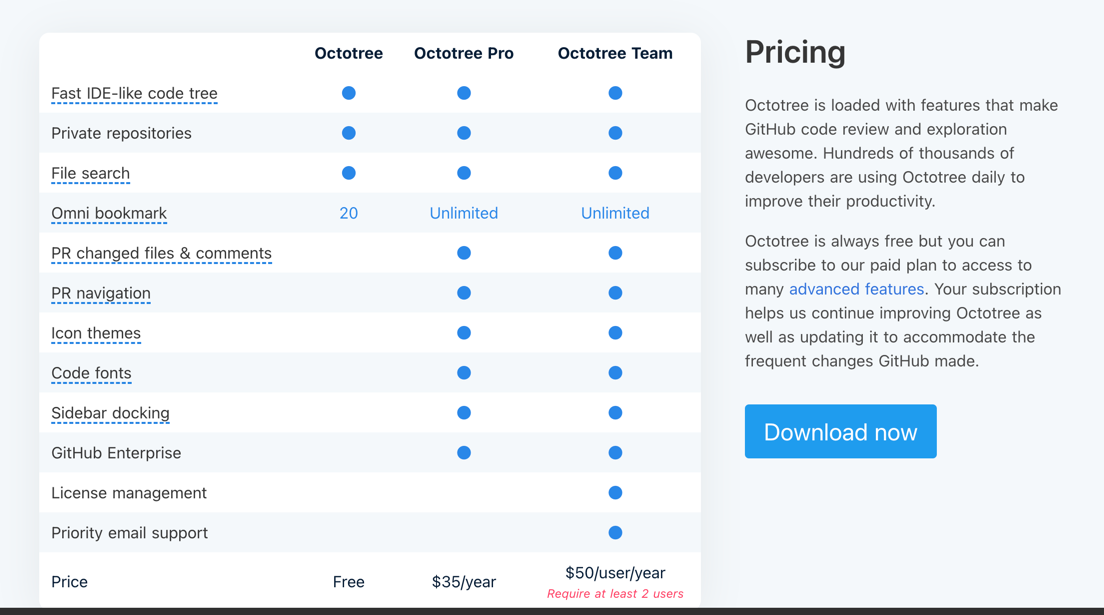 Octotree Octotree Pro Octotree Team
Fast IDE-like code tree
Private repositories
File search
Omni bookmark 20 Unlimited Unlimited
PR changed files & comments
PR navigation
Icon themes
Code fonts
Sidebar docking
GitHub Enterprise
License management
Priority email support
Price Free $35/year $50/user/year
Require at least 2 users
Pricing
Octotree is loaded with features that make
GitHub code review and exploration
awesome. Hundreds of thousands of
developers are using Octotree daily to
improve their productivity.
Octotree is always free but you can
subscribe to our paid plan to access to
many advanced features. Your subscription
helps us continue improving Octotree as
well as updating it to accommodate the
frequent changes GitHub made.
Download now